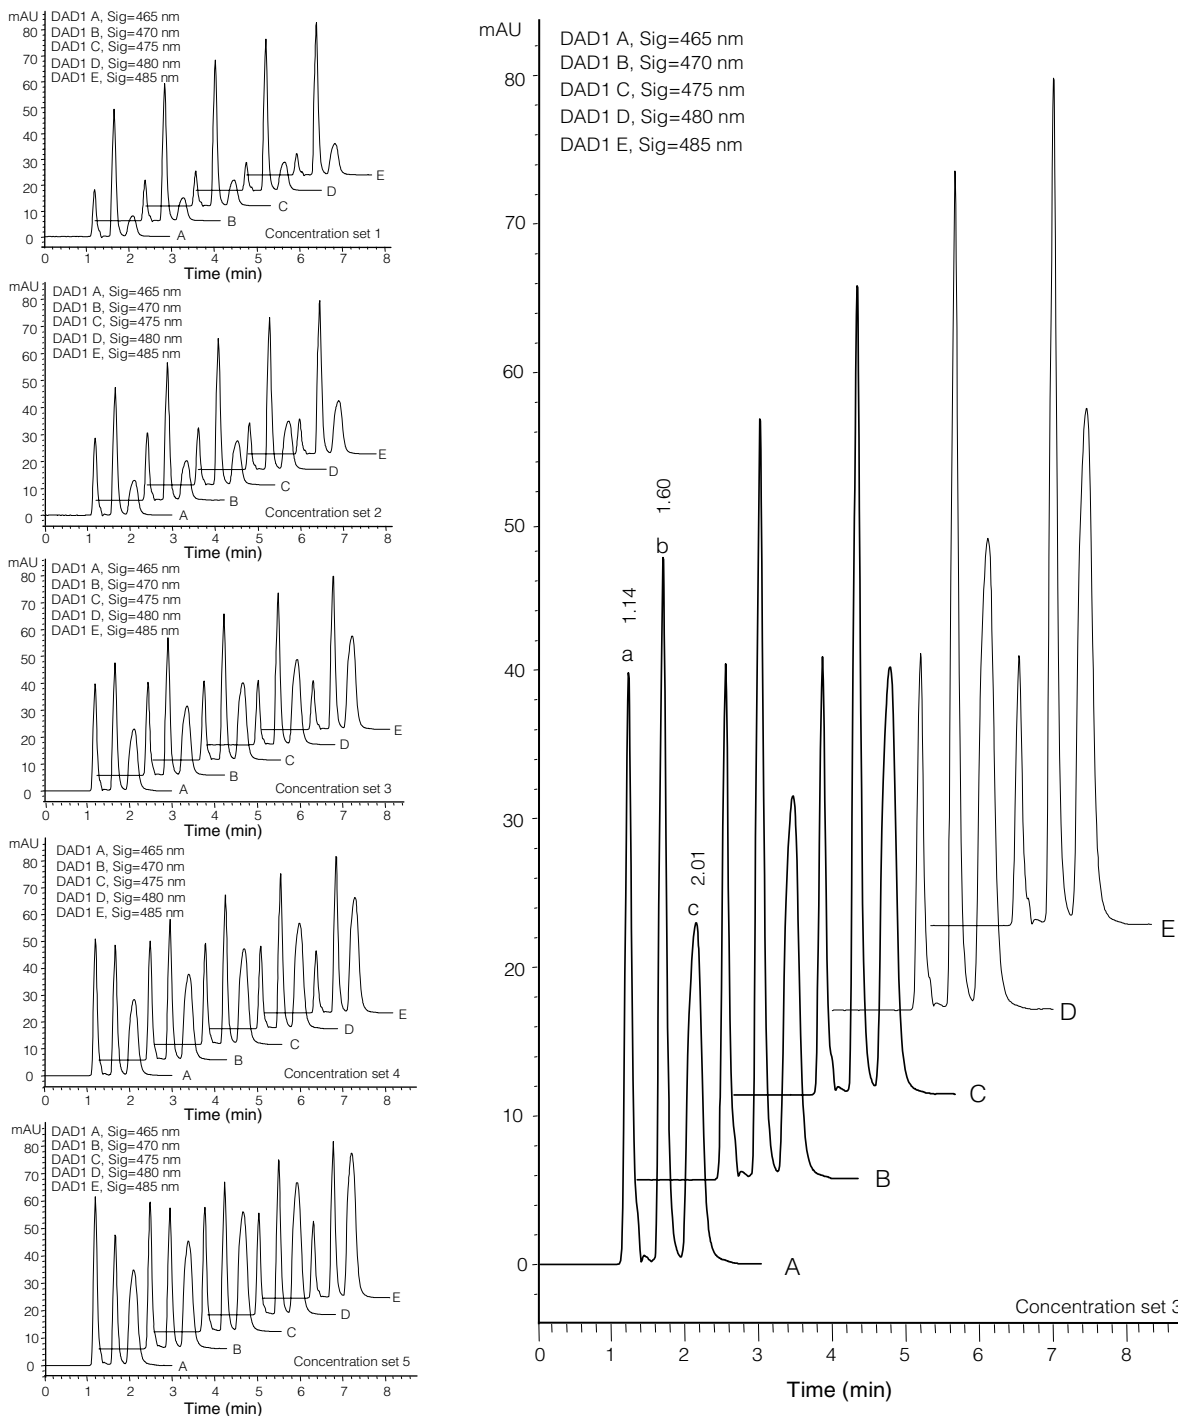 mAU
DAD1 A, Sig=465 nm
DAD1 B, Sig=470 nm
DAD1 C, Sig=475 nm
DAD1 D, Sig=480 nm
DAD1 E, Sig=485 nm
80
70
60
50
40
30
20
10
0
E
D
C
B
A
Concentration set 1
0 1 2 3 4 5 6 7 8
Time (min)
mAU
DAD1 A, Sig=465 nm
DAD1 B, Sig=470 nm
DAD1 C, Sig=475 nm
DAD1 D, Sig=480 nm
DAD1 E, Sig=485 nm
80
70
60
50
40
30
20
10
0
E
D
C
B
A
Concentration set 2
0 1 2 3 4 5 6 7 8
Time (min)
mAU
DAD1 A, Sig=465 nm
DAD1 B, Sig=470 nm
DAD1 C, Sig=475 nm
DAD1 D, Sig=480 nm
DAD1 E, Sig=485 nm
80
70
60
50
40
30
20
10
0
E
D
C
B
A
Concentration set 3
0 1 2 3 4 5 6 7 8
Time (min)
mAU
DAD1 A, Sig=465 nm
DAD1 B, Sig=470 nm
DAD1 C, Sig=475 nm
DAD1 D, Sig=480 nm
DAD1 E, Sig=485 nm
80
70
60
50
40
30
20
10
0
E
D
C
B
A
Concentration set 4
0 1 2 3 4 5 6 7 8
Time (min)
mAU
DAD1 A, Sig=465 nm
DAD1 B, Sig=470 nm
DAD1 C, Sig=475 nm
DAD1 D, Sig=480 nm
DAD1 E, Sig=485 nm
80
70
60
50
40
30
20
10
0
E
D
C
B
A
Concentration set 5
0 1 2 3 4 5 6 7 8
Time (min)
mAU
DAD1 A, Sig=465 nm
DAD1 B, Sig=470 nm
DAD1 C, Sig=475 nm
DAD1 D, Sig=480 nm
DAD1 E, Sig=485 nm
80
70
60
50
40
30
20
10
0
1.60
b
1.14
a
2.01
c
E
D
C
B
A
Concentration set 3
0 1 2 3 4 5 6 7 8
Time (min)